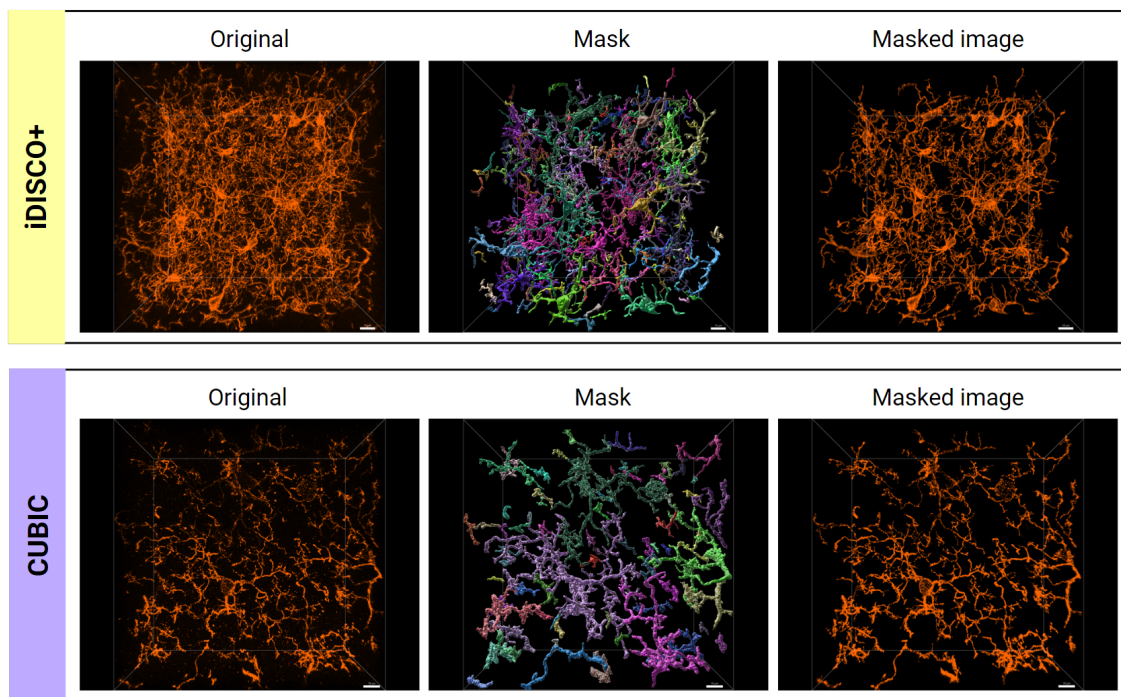 iDISCO+
Original
Mask
Masked image
CUBIC
Original
Mask
Masked image